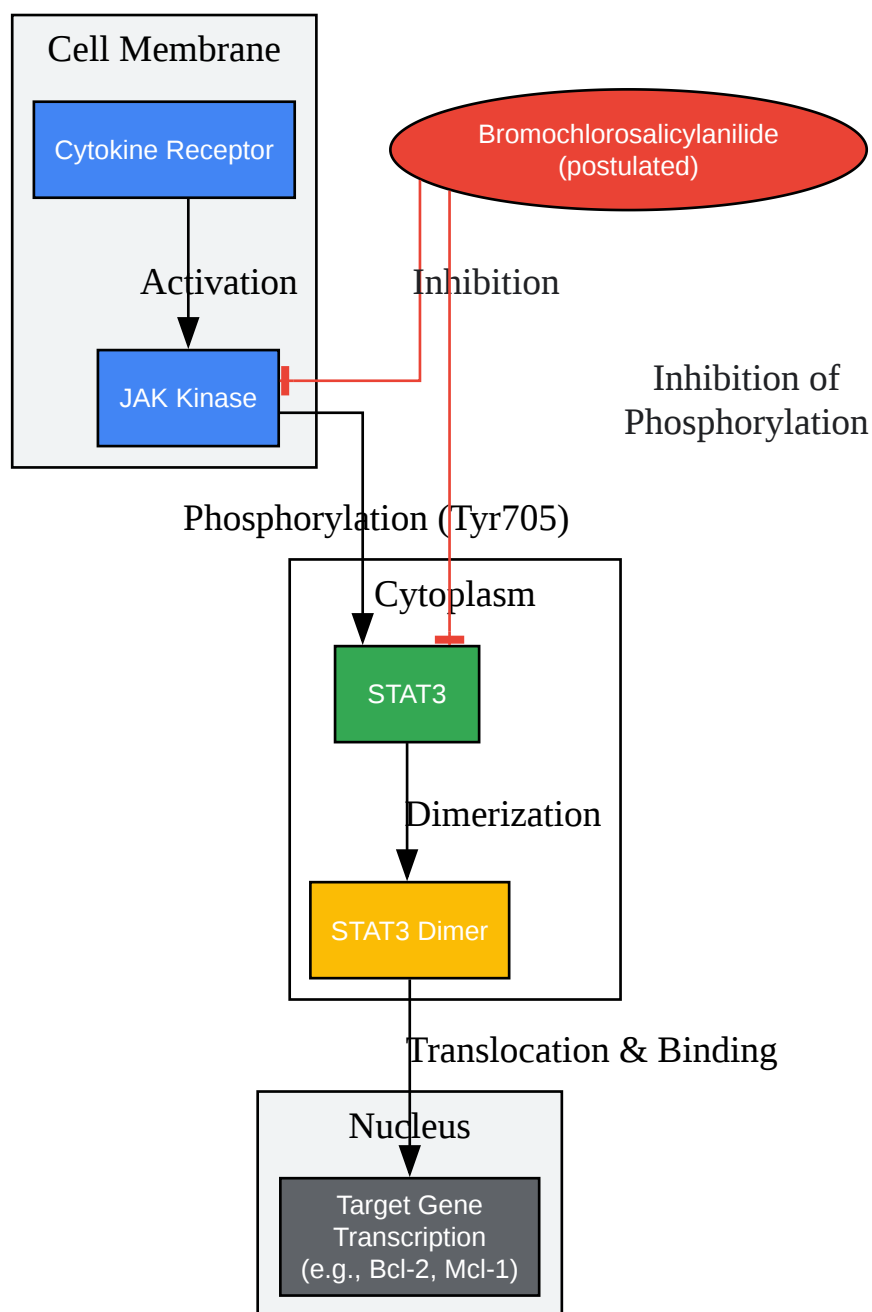 Cell Membrane
Cytokine Receptor
Bromochlorosalicylanilide
(postulated)
Activation
Inhibition
JAK Kinase
Inhibition of
Phosphorylation
Phosphorylation (Tyr705)
Cytoplasm
STAT3
Dimerization
STAT3 Dimer
Translocation & Binding
Nucleus
Target Gene
Transcription
(e.g., Bcl-2, Mcl-1)